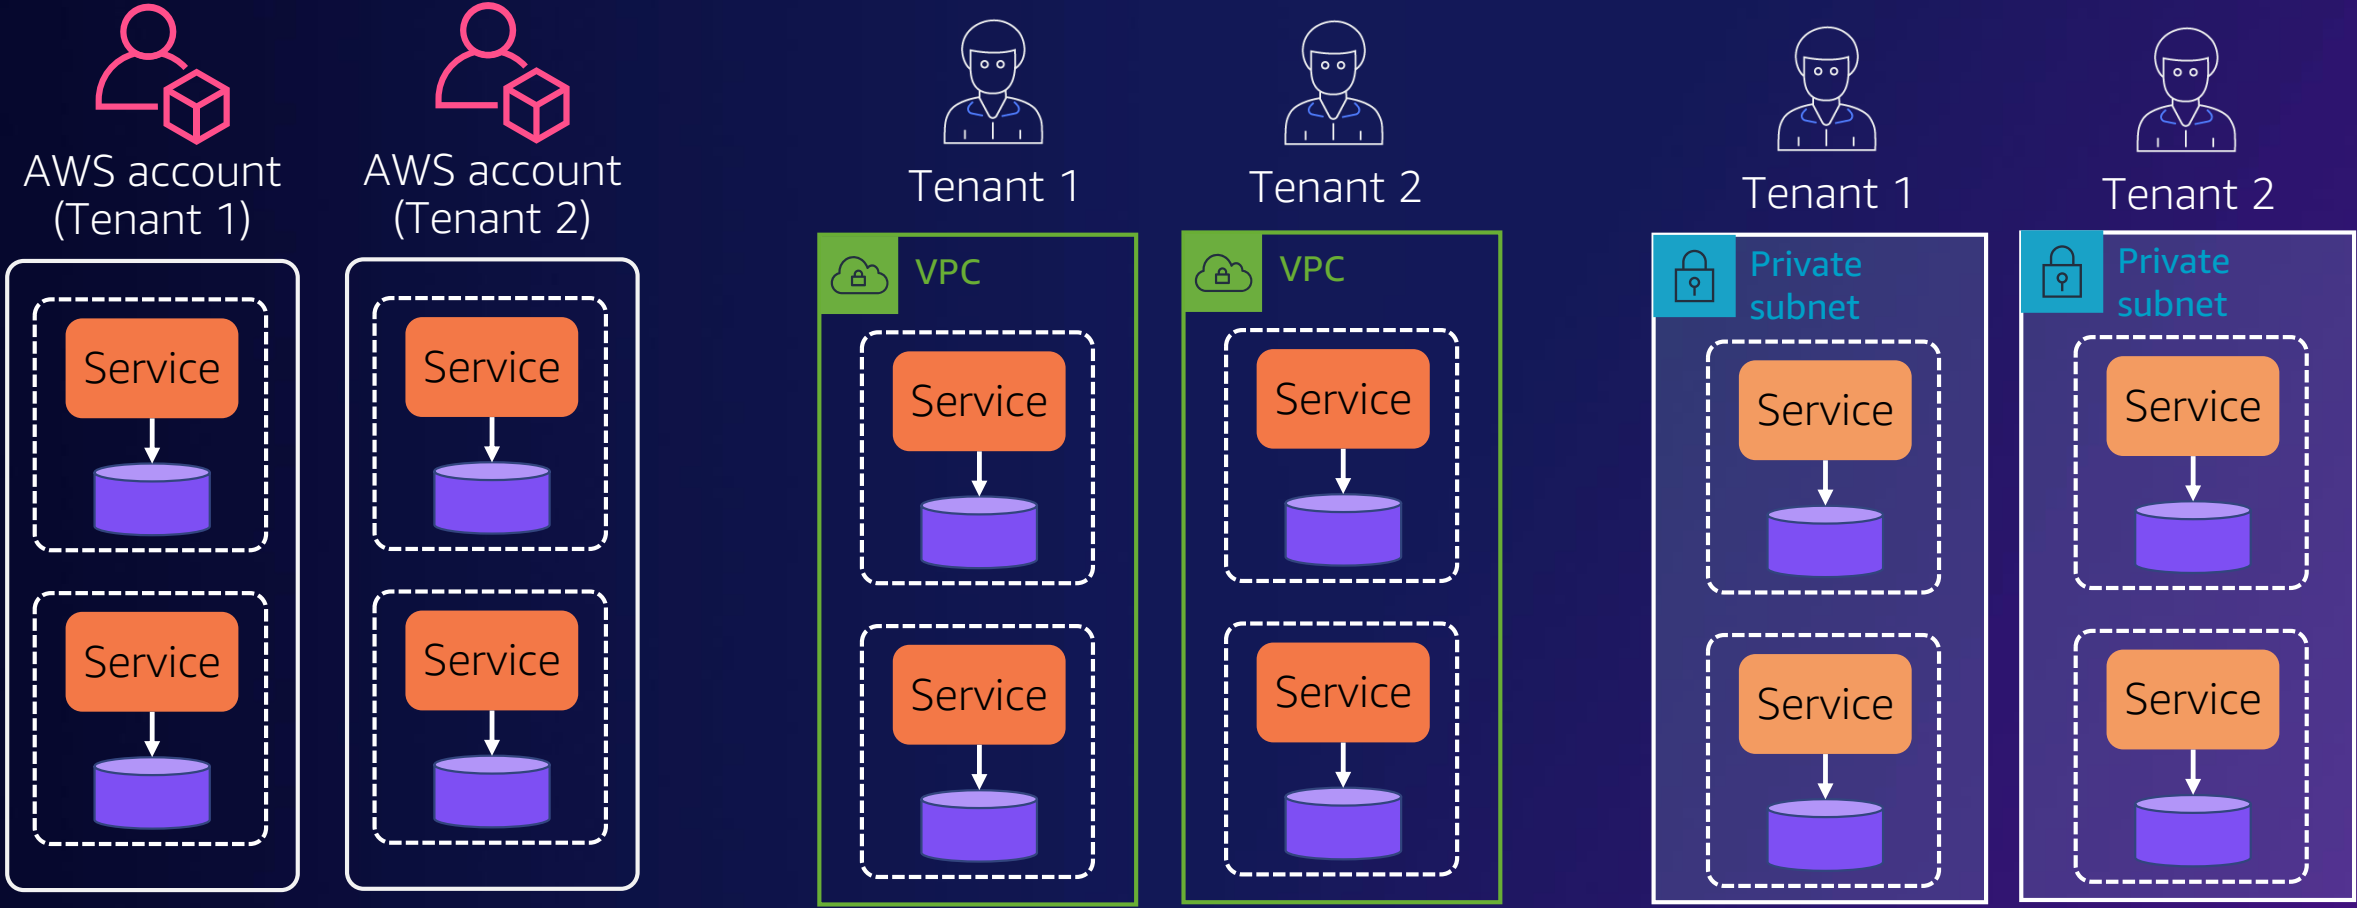 AWS account
(Tenant 1)
Service
Service
AWS account
(Tenant 2)
Service
Service
Tenant 1
VPC
Service
Service
Tenant 2
VPC
Service
Service
Tenant 1
Private
subnet
Service
Service
Tenant 2
Private
subnet
Service
Service